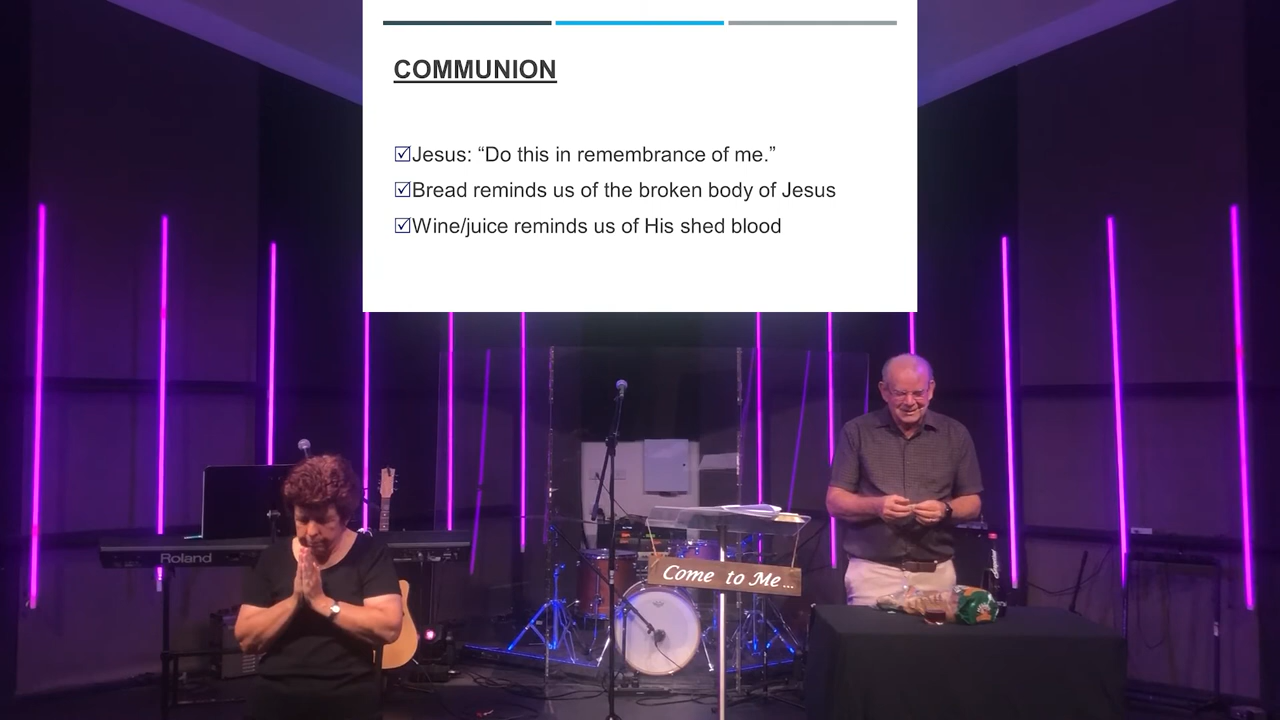 COMMUNION
☑Jesus: “Do this in remembrance of me.”
☑Bread reminds us of the broken body of Jesus
☑Wine/juice reminds us of His shed blood
Roland
Come to Me...